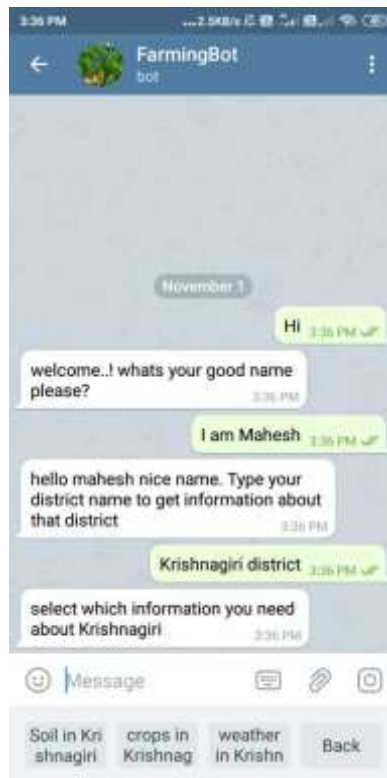 3:36 PM
...2.5KB/s
FarmingBot
bot
November 1
Hi 3:36 PM
welcome..! whats your good name
please?
3:36 PM
I am Mahesh 3:36 PM
hello mahesh nice name. Type your
district name to get information about
that district
3:36 PM
Krishnagiri district 3:36 PM
select which information you need
about Krishnagiri
3:36 PM
Message
Soil in Kri
shnagiri
crops in
Krishnag
weather
in Krishn
Back